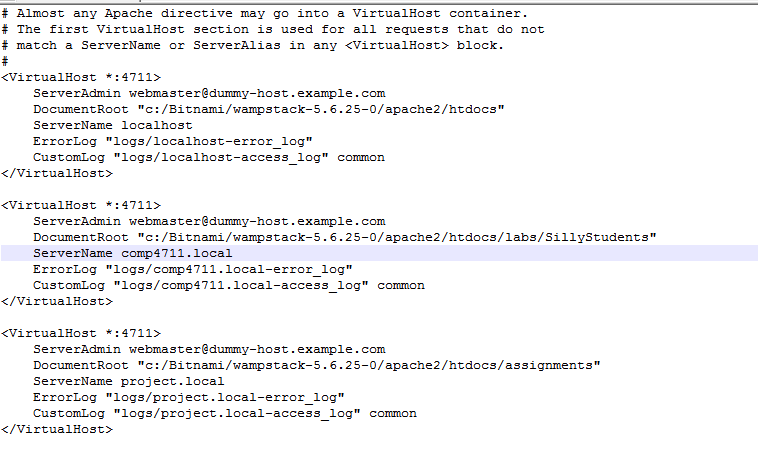 # Almost any Apache directive may go into a VirtualHost container.
# The first VirtualHost section is used for all requests that do not
# match a ServerName or ServerAlias in any <VirtualHost> block.
#
<VirtualHost *:4711>
    ServerAdmin webmaster@dummy-host.example.com
    DocumentRoot "c:/Bitnami/wampstack-5.6.25-0/apache2/htdocs"
    ServerName localhost
    ErrorLog "logs/localhost-error_log"
    CustomLog "logs/localhost-access_log" common
</VirtualHost>

<VirtualHost *:4711>
    ServerAdmin webmaster@dummy-host.example.com
    DocumentRoot "c:/Bitnami/wampstack-5.6.25-0/apache2/htdocs/labs/SillyStudents"
    ServerName comp4711.local
    ErrorLog "logs/comp4711.local-error_log"
    CustomLog "logs/comp4711.local-access_log" common
</VirtualHost>

<VirtualHost *:4711>
    ServerAdmin webmaster@dummy-host.example.com
    DocumentRoot "c:/Bitnami/wampstack-5.6.25-0/apache2/htdocs/assignments"
    ServerName project.local
    ErrorLog "logs/project.local-error_log"
    CustomLog "logs/project.local-access_log" common
</VirtualHost>